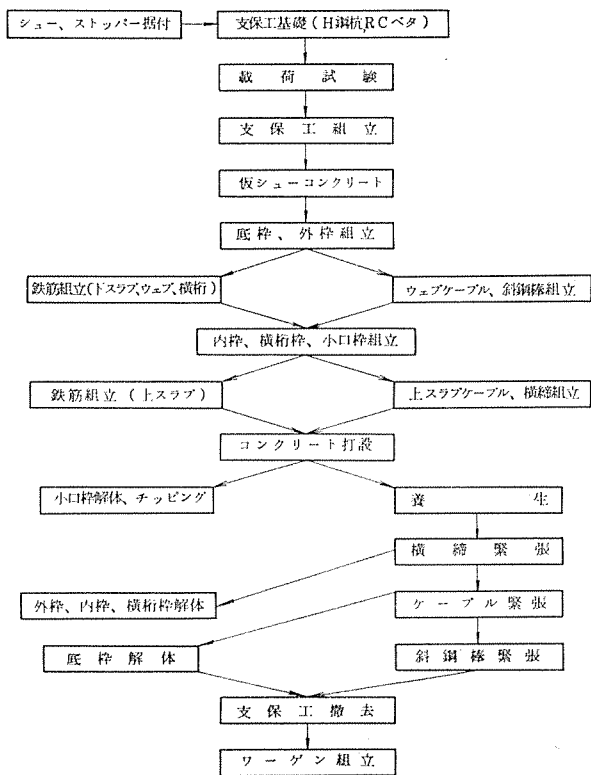 シュー、ストッパー据付
支保工基礎(H鋼杭,RCベタ)
載荷試験
支保工組立
仮シューコンクリート
底枠、外枠組立
鉄筋組立(下スラブ、ウェブ、横桁)
ウェブケーブル、斜鋼棒組立
内枠、横桁枠、小口枠組立
鉄筋組立(上スラブ)
上スラブケーブル、横締組立
コンクリート打設
小口枠解体、チッピング
養生
横締緊張
外枠、内枠、横桁枠解体
ケーブル緊張
底枠解体
斜鋼棒緊張
支保工撤去
ワーゲン組立